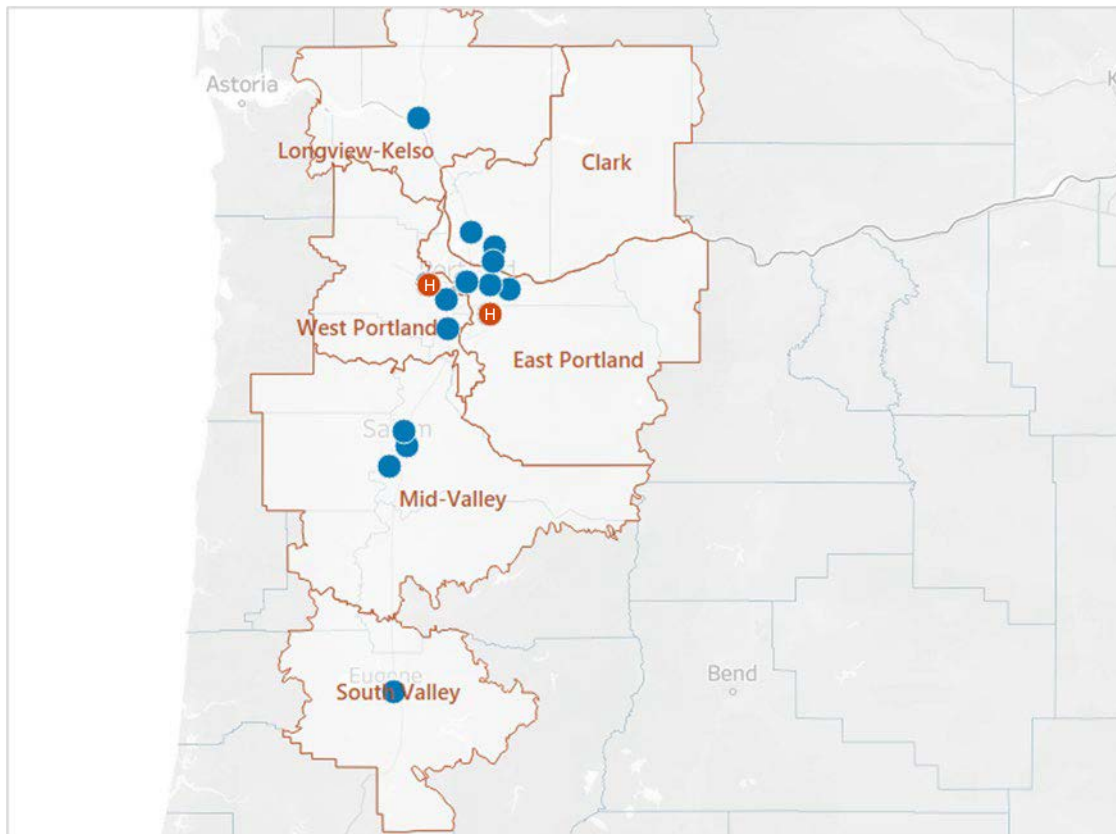 Astoria
K
Longview-Kelso
Clark
H
H
West Portland
East Portland
Mid-Valley
Eugene
South Valley
Bend